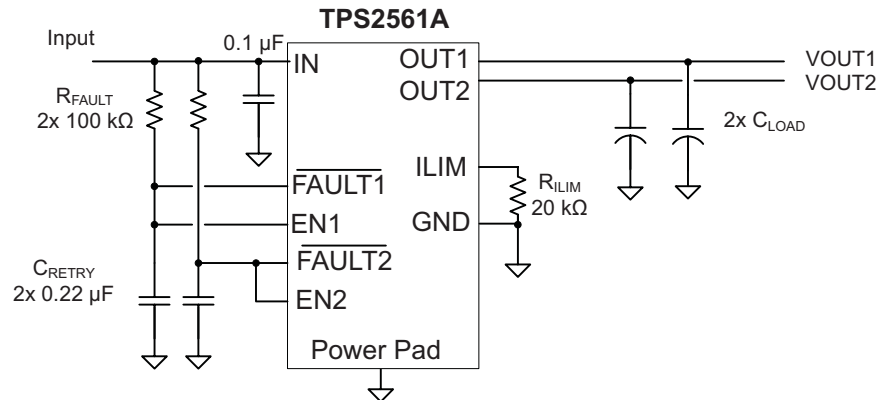 TPS2561A
Input
0.1 µF
IN
OUT1
VOUT1
OUT2
VOUT2
RFAULT
2x 100 kΩ
2x CLOAD
ILIM
RILIM
20 kΩ
FAULT1
EN1
GND
FAULT2
CRETRY
2x 0.22 µF
EN2
Power Pad